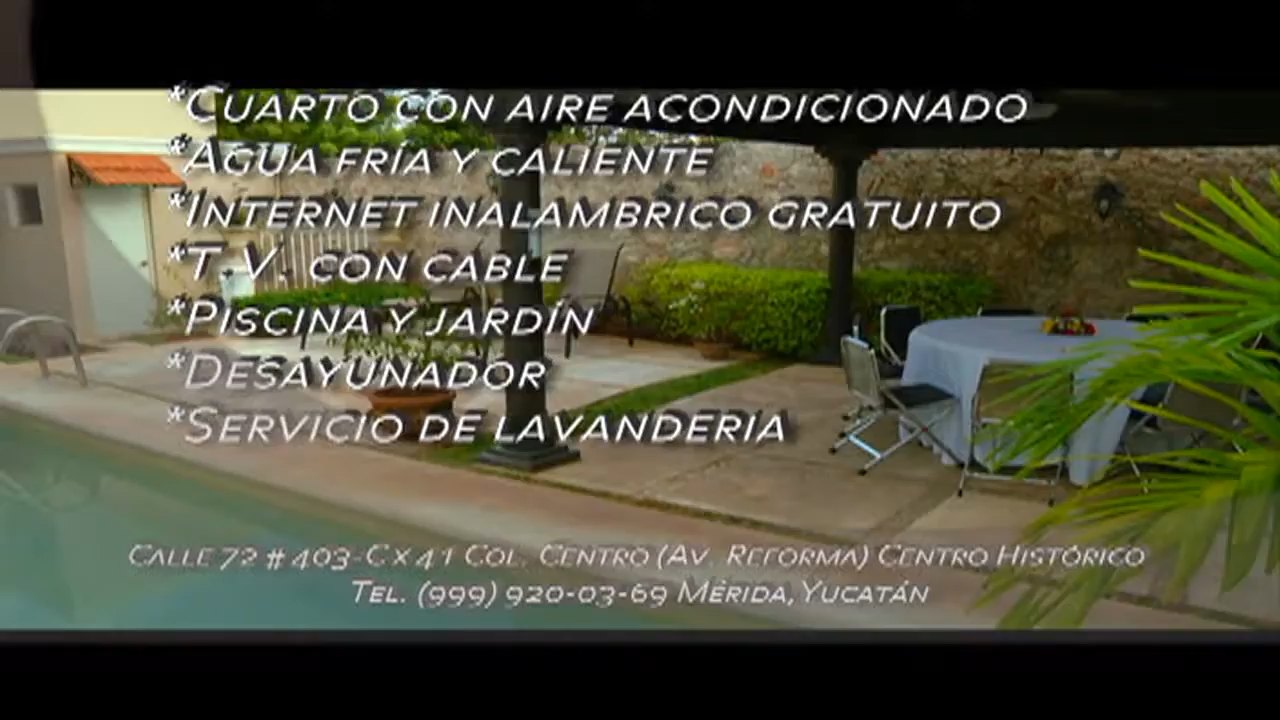 *Cuarto con aire acondicionado
*Agua fría y caliente
*Internet inalambrico gratuito
*T.V. con cable
*Piscina y jardín
*Desayunador
*Servicio de lavanderia
Calle 72 # 403-C x 41 Col. Centro (Av. Reforma) Centro Histórico
Tel. (999) 920-03-69 Mérida, Yucatán